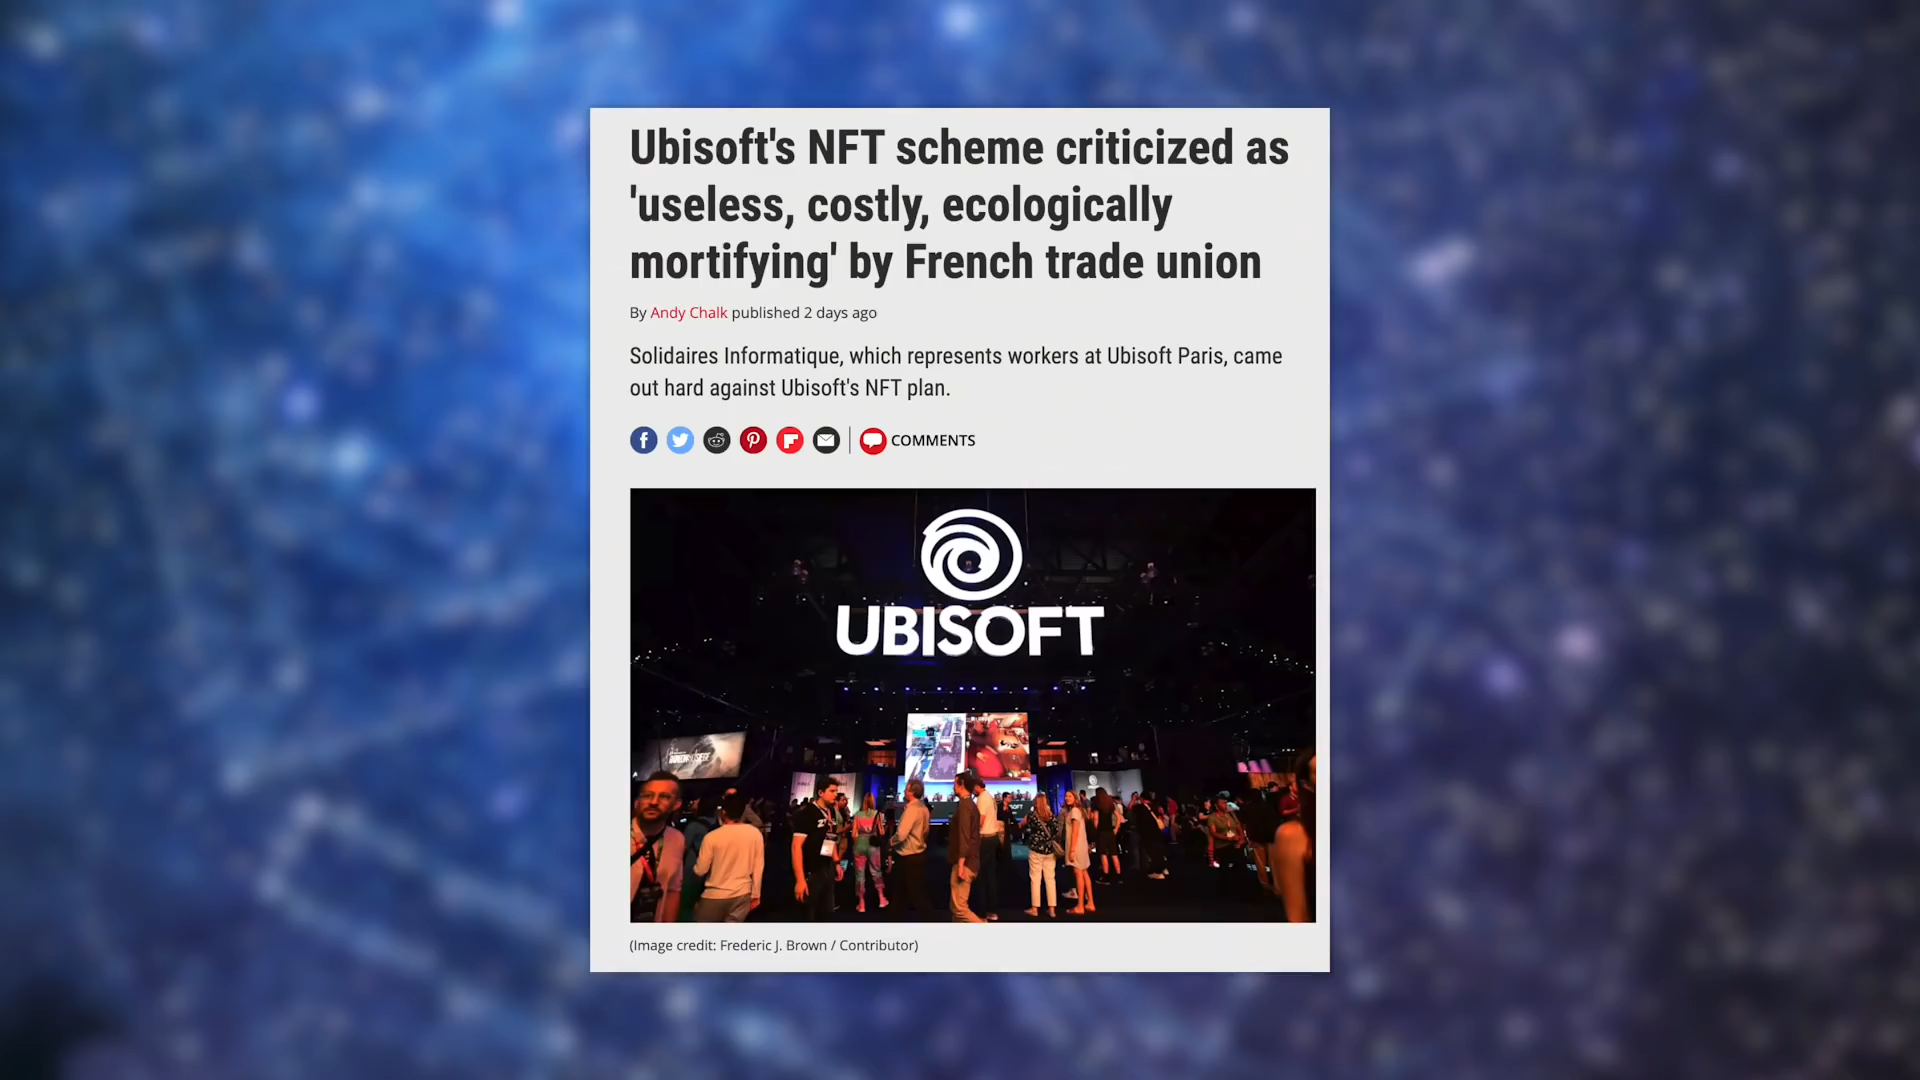 Ubisoft's NFT scheme criticized as
'useless, costly, ecologically
mortifying' by French trade union
By Andy Chalk published 2 days ago
Solidaires Informatique, which represents workers at Ubisoft Paris, came
out hard against Ubisoft's NFT plan.
COMMENTS
UBISOFT
(Image credit: Frederic J. Brown / Contributor)